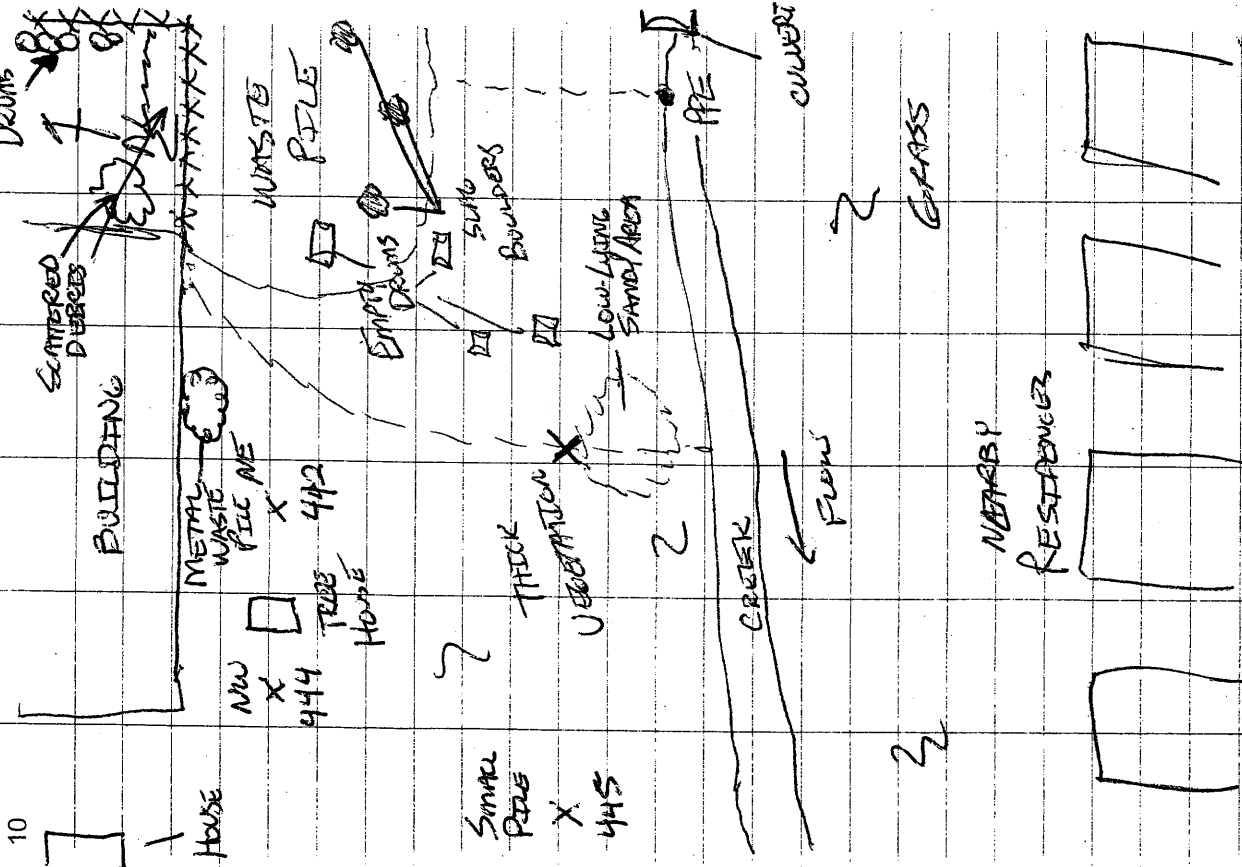 10
DRUMS
SCATTERED
DEBRIS
BUILDING
HOUSE
WASTE
PILE
METAL
WASTE
PILE
NE
X
442
NW
X
444
TREE
HOUSE
EMPTY
DRUMS
SLAG
BOULDERS
LOW-LYING
SANDY AREA
THICK
VEGETATION
X
SMALL
PILE
X
445
PPE
CULVERT
CREEK
FLOW
GRASS
NEARBY
RESIDENCES